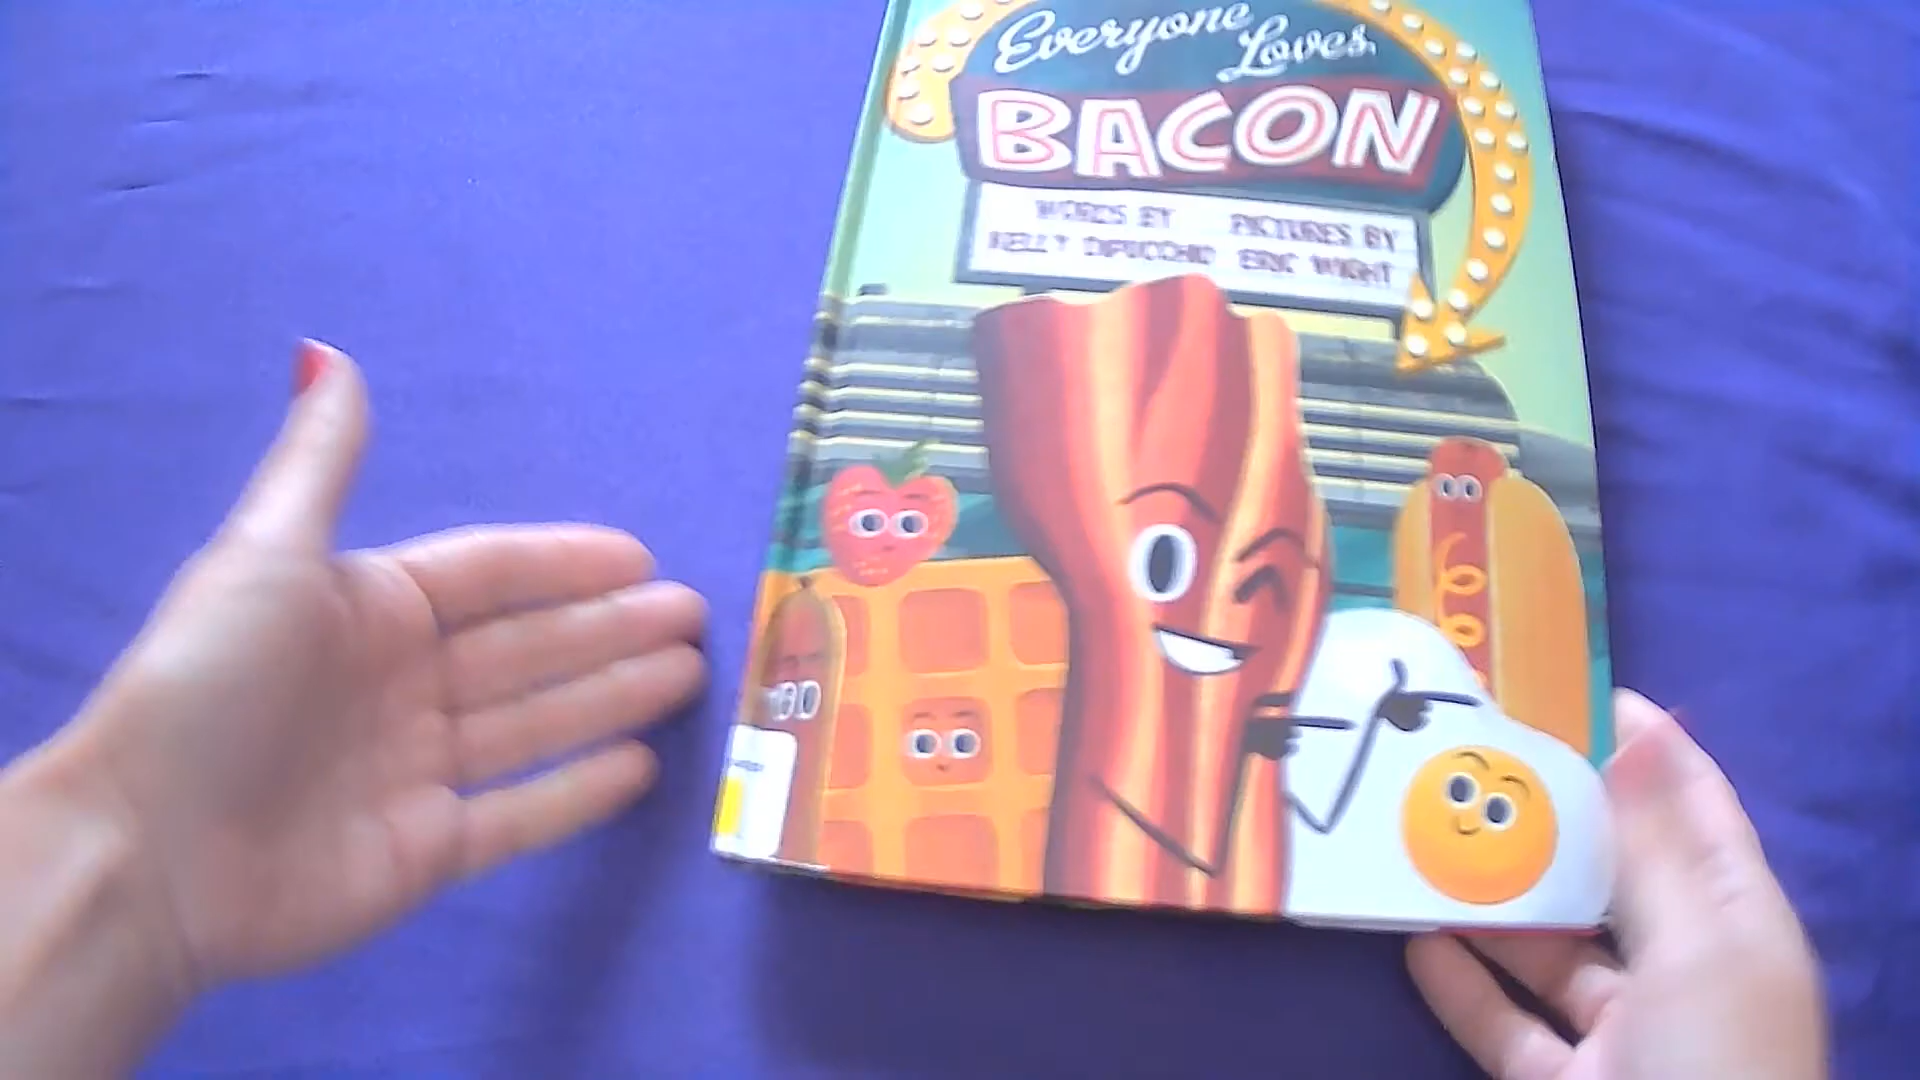 Everyone
Loves
BACON
WORDS BY PICTURES BY
KELLY DIPUCCHIO ERIC WIGHT